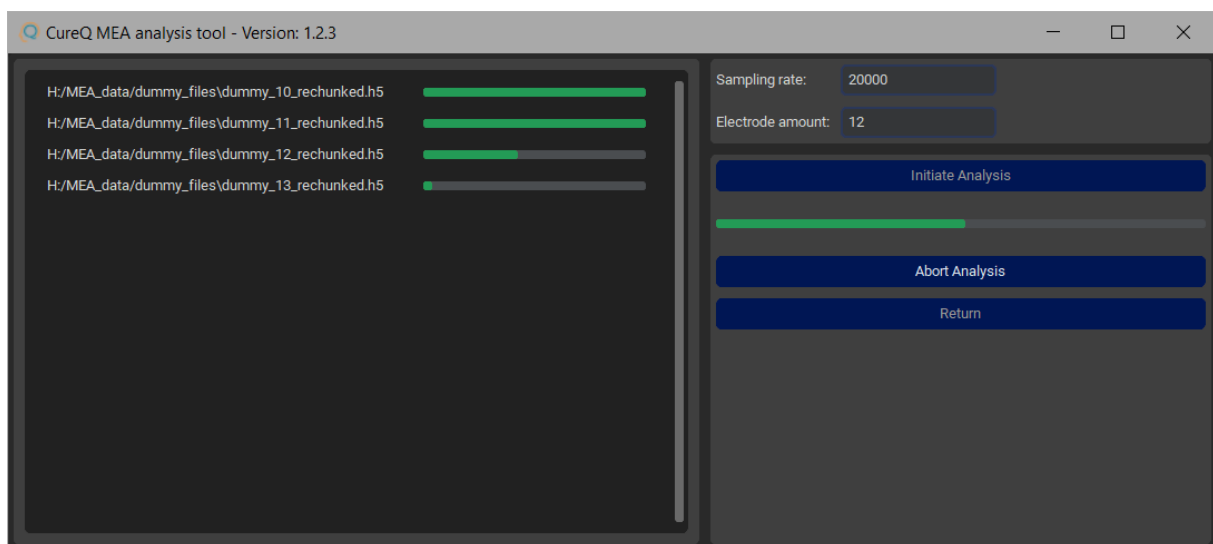 CureQ MEA analysis tool - Version: 1.2.3
H:/MEA_data/dummy_files\dummy_10_rechunked.h5
H:/MEA_data/dummy_files\dummy_11_rechunked.h5
H:/MEA_data/dummy_files\dummy_12_rechunked.h5
H:/MEA_data/dummy_files\dummy_13_rechunked.h5
Sampling rate: 20000
Electrode amount: 12
Initiate Analysis
Abort Analysis
Return